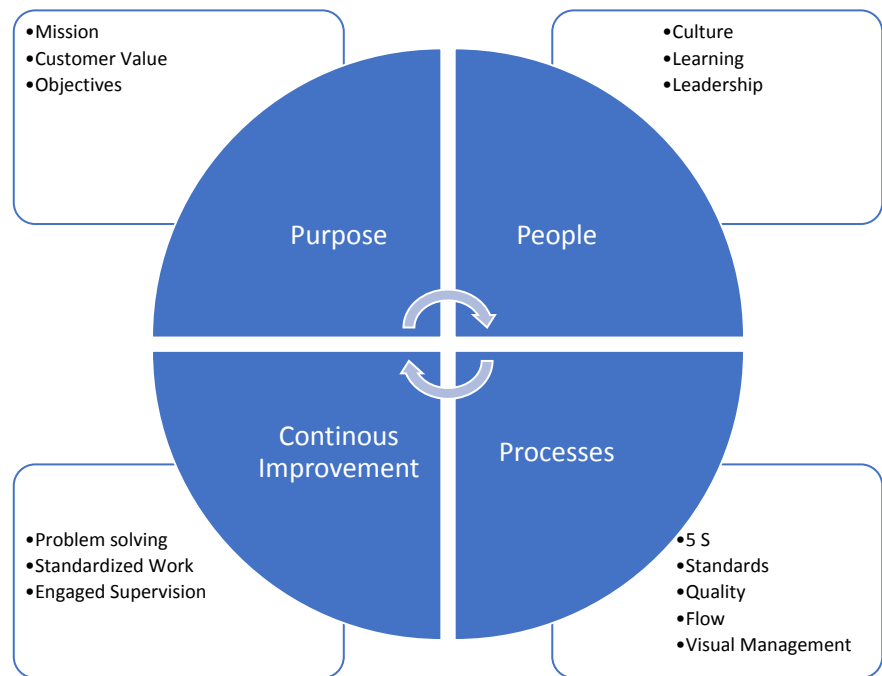 •Mission
•Customer Value
•Objectives
•Culture
•Learning
•Leadership
Purpose
People
Continous
Improvement
Processes
•Problem solving
•Standardized Work
•Engaged Supervision
•5 S
•Standards
•Quality
•Flow
•Visual Management